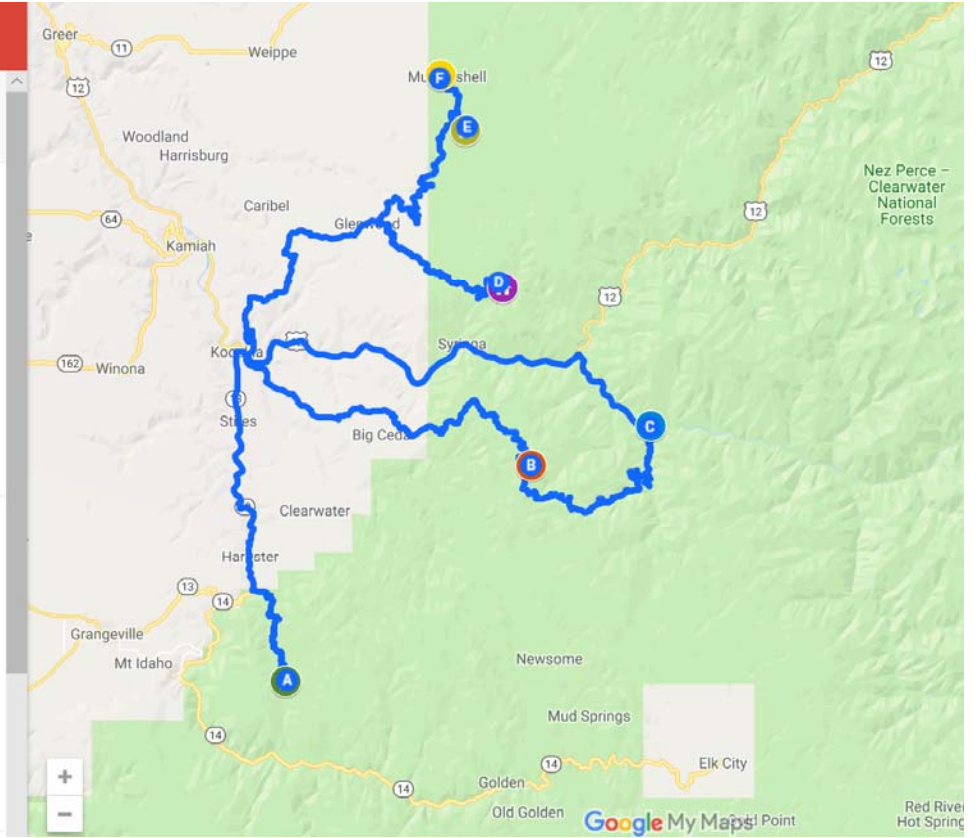 Greer
11
Weippe
12
12
F
E
Woodland
Harrisburg
Nez Perce –
Clearwater
National
Forests
Caribel
64
12
Kamiah
D
12
Syringa
162
Winona
C
Big Ceda
B
Clearwater
13
14
Grangeville
Mt Idaho
Newsome
A
Mud Springs
14
14
Elk City
14
Golden
Old Golden
Google My Maps
Red River
Hot Spring
+
−